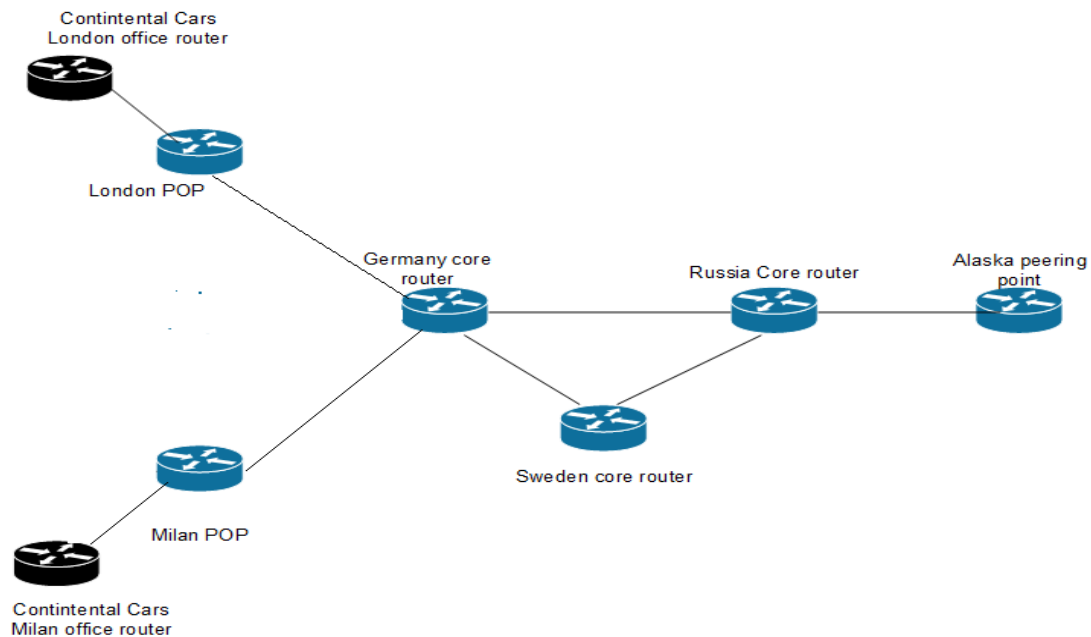 Contintental Cars
London office router
London POP
Germany core
router
Russia Core router
Alaska peering
point
Sweden core router
Milan POP
Contintental Cars
Milan office router